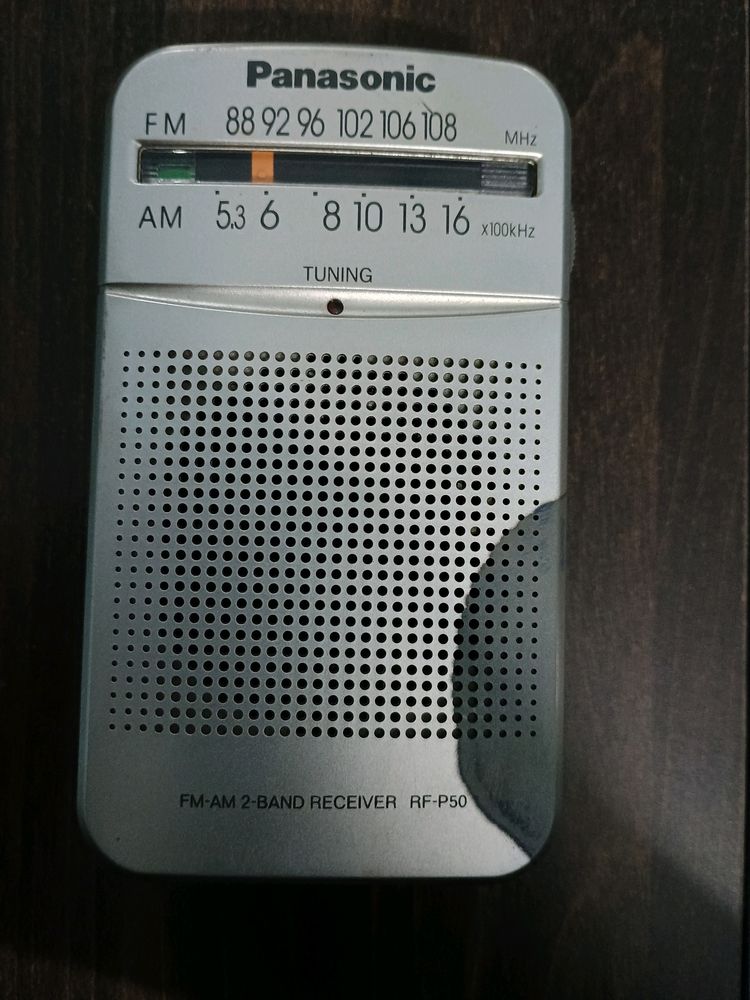 Panasonic
FM 88 92 96 102 106 108 MHz
AM 5.3 6 8 10 13 16 x100kHz
TUNING
FM-AM 2-BAND RECEIVER RF-P50